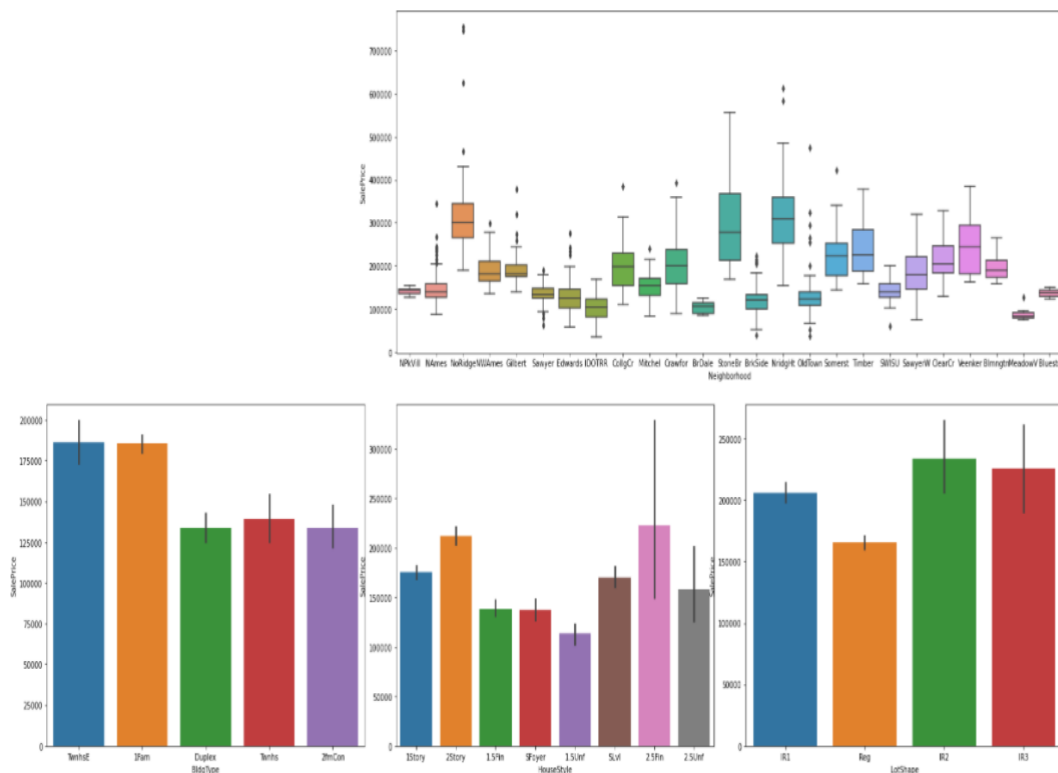 700000
600000
500000
400000
300000
200000
100000
0
SalePrice
NPkVill NAmes NoRidge NWAmes Gilbert Sawyer Edwards IDOTRR CollgCr Mitchel Crawfor BrDale StoneBr BrkSide NridgHt OldTown Somerst Timber SWISU SawyerW ClearCr Veenker Blmngtn MeadowV Bluest
Neighborhood
200000
175000
150000
125000
100000
75000
50000
25000
0
SalePrice
TwnhsE 1Fam Duplex Twnhs 2fmCon
BldgType
300000
250000
200000
150000
100000
50000
0
SalePrice
1Story 2Story 1.5Fin SFoyer 1.5Unf SLvl 2.5Fin 2.5Unf
HouseStyle
250000
200000
150000
100000
50000
0
SalePrice
IR1 Reg IR2 IR3
LotShape